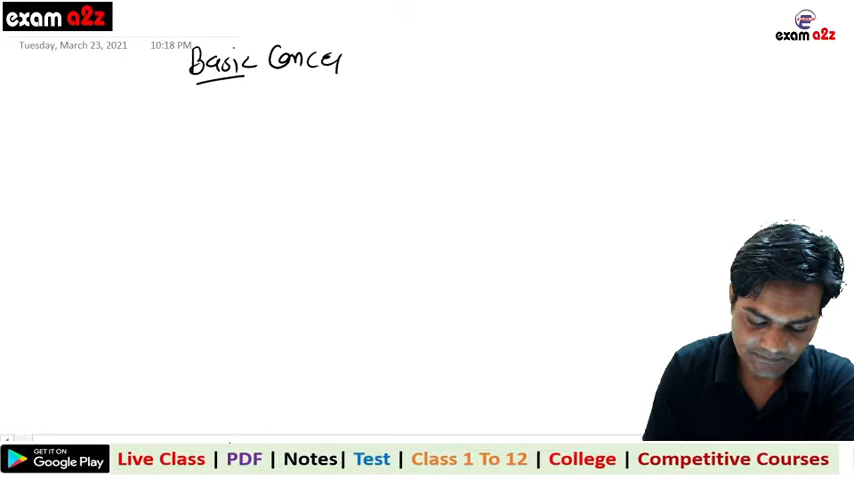 exam a2z
exam a2z
Tuesday, March 23, 2021 10:18 PM
Basic Conce
GET IT ON
Google Play
Live Class | PDF | Notes| Test | Class 1 To 12 | College | Competitive Courses